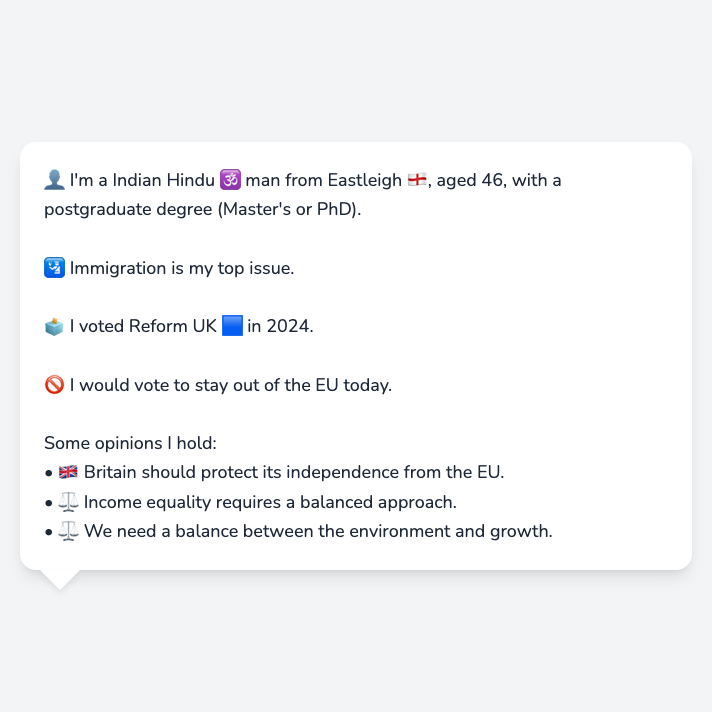 👤 I'm a Indian Hindu 🕉️ man from Eastleigh 🏴󠁧󠁢󠁥󠁮󠁧󠁿, aged 46, with a
postgraduate degree (Master's or PhD).
🛂 Immigration is my top issue.
🗳️ I voted Reform UK 🟦 in 2024.
🚫 I would vote to stay out of the EU today.
Some opinions I hold:
• 🇬🇧 Britain should protect its independence from the EU.
• ⚖️ Income equality requires a balanced approach.
• ⚖️ We need a balance between the environment and growth.